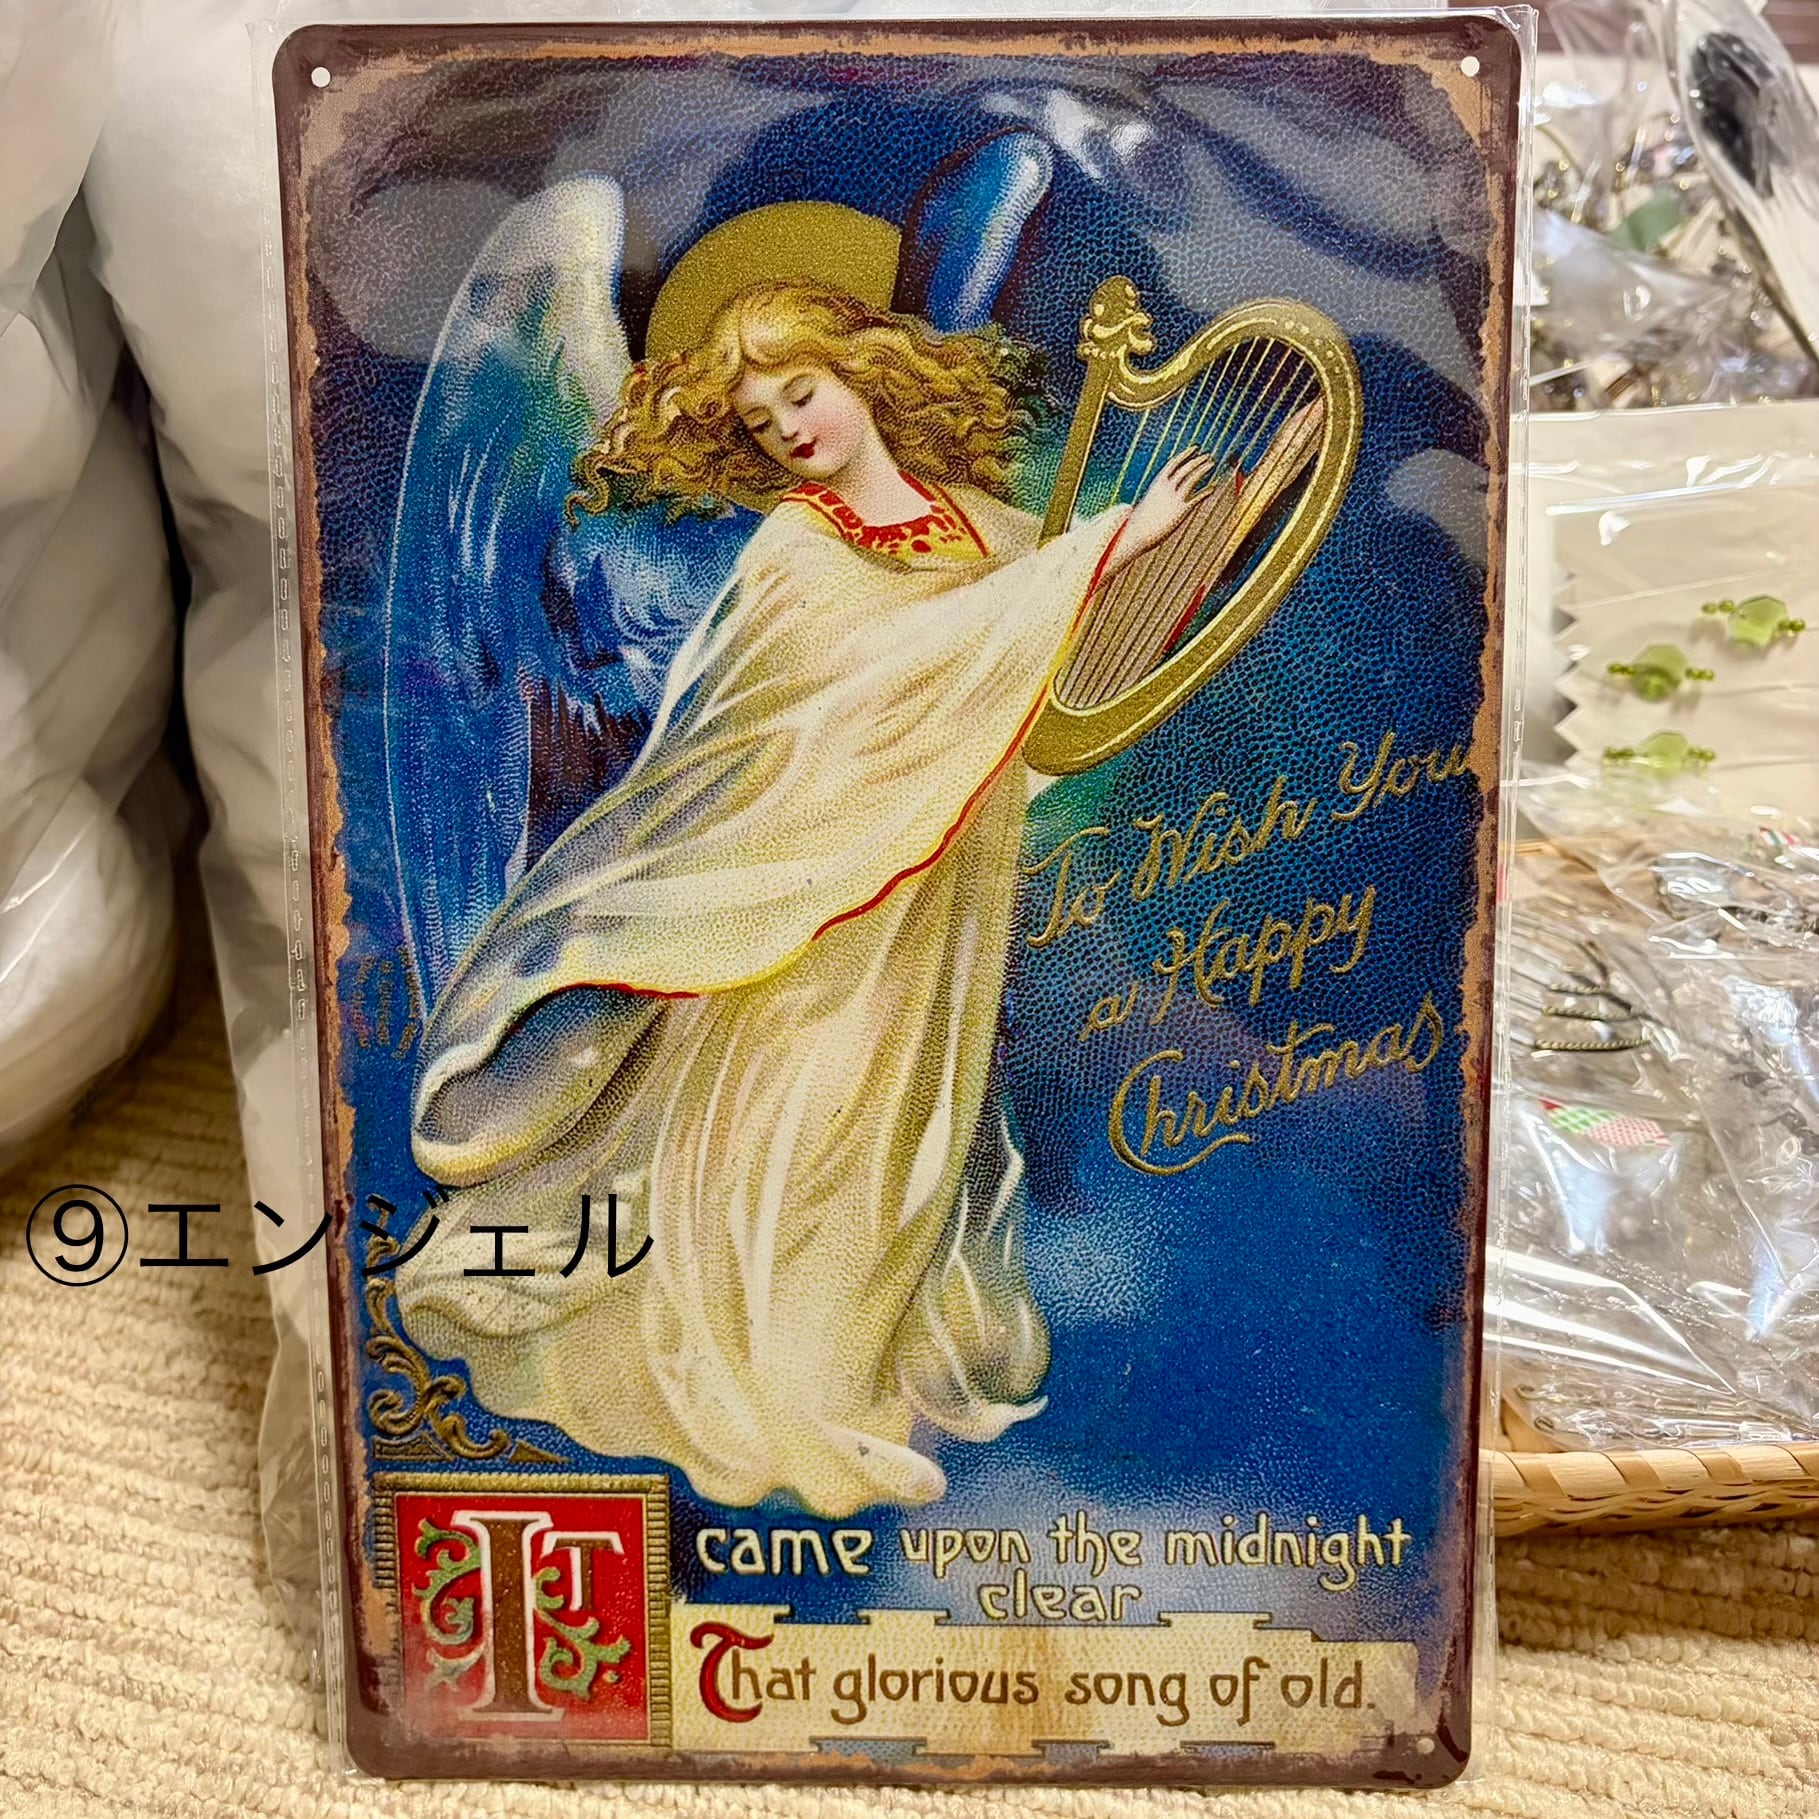 To Wish You
a Happy
Christmas
⑨エンジェル
IT
came upon the midnight
clear
That glorious song of old.